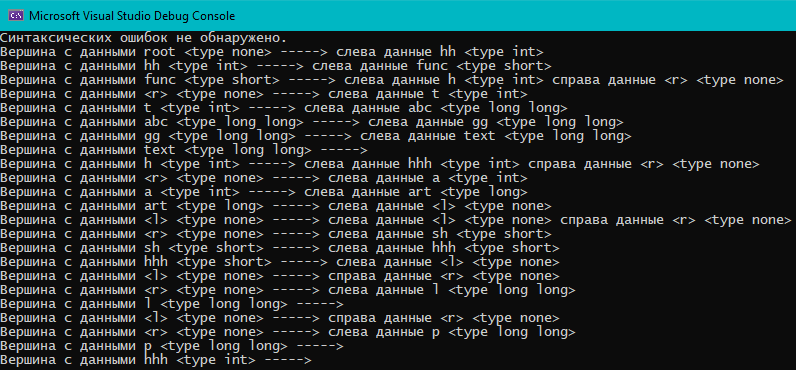 Microsoft Visual Studio Debug Console
Синтаксических ошибок не обнаружено.
Вершина с данными root <type none> -----> слева данные hh <type int>
Вершина с данными hh <type int> -----> слева данные func <type short>
Вершина с данными func <type short> -----> слева данные h <type int> справа данные <r> <type none>
Вершина с данными <r> <type none> -----> слева данные t <type int>
Вершина с данными t <type int> -----> слева данные abc <type long long>
Вершина с данными abc <type long long> -----> слева данные gg <type long long>
Вершина с данными gg <type long long> -----> слева данные text <type long long>
Вершина с данными text <type long long> ----->
Вершина с данными h <type int> -----> слева данные hhh <type int> справа данные <r> <type none>
Вершина с данными <r> <type none> -----> слева данные a <type int>
Вершина с данными a <type int> -----> слева данные art <type long>
Вершина с данными art <type long> -----> слева данные <l> <type none>
Вершина с данными <l> <type none> -----> слева данные <l> <type none> справа данные <r> <type none>
Вершина с данными <r> <type none> -----> слева данные sh <type short>
Вершина с данными sh <type short> -----> слева данные hhh <type short>
Вершина с данными hhh <type short> -----> слева данные <l> <type none>
Вершина с данными <l> <type none> -----> справа данные <r> <type none>
Вершина с данными <r> <type none> -----> слева данные l <type long long>
Вершина с данными l <type long long> ----->
Вершина с данными <l> <type none> -----> справа данные <r> <type none>
Вершина с данными <r> <type none> -----> слева данные p <type long long>
Вершина с данными p <type long long> ----->
Вершина с данными hhh <type int> ----->